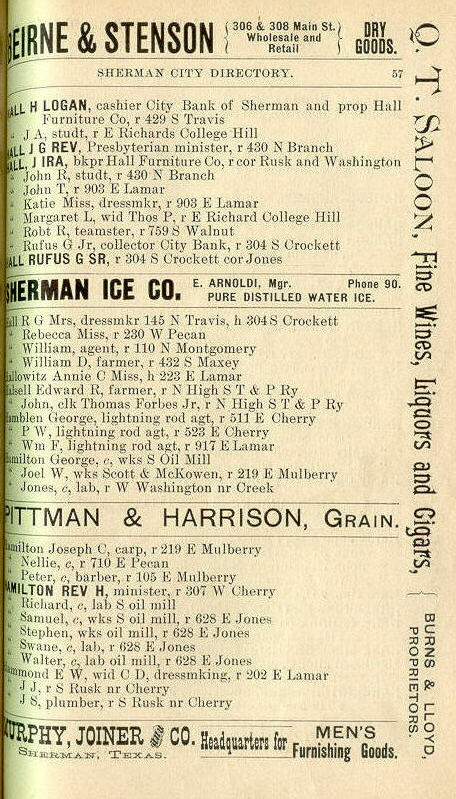 BEIRNE & STENSON { 306 & 308 Main St. Wholesale and Retail } DRY GOODS.
SHERMAN CITY DIRECTORY. 57
HALL H LOGAN, cashier City Bank of Sherman and prop Hall
Furniture Co, r 429 S Travis
" J A, studt, r E Richards College Hill
HALL J G REV, Presbyterian minister, r 430 N Branch
HALL, J IRA, bkpr Hall Furniture Co, r cor Rusk and Washington
" John R, studt, r 430 N Branch
" John T, r 903 E Lamar
" Katie Miss, dressmkr, r 903 E Lamar
" Margaret L, wid Thos P, r E Richard College Hill
" Robt R, teamster, r 759 S Walnut
" Rufus G Jr, collector City Bank, r 304 S Crockett
HALL RUFUS G SR, r 304 S Crockett cor Jones
SHERMAN ICE CO. E. ARNOLDI, Mgr. Phone 90.
PURE DISTILLED WATER ICE.
Hall R G Mrs, dressmkr 145 N Travis, h 304 S Crockett
" Rebecca Miss, r 230 W Pecan
" William, agent, r 110 N Montgomery
" William D, farmer, r 432 S Maxey
Hallowitz Annie C Miss, h 223 E Lamar
Halsell Edward R, farmer, r N High S T & P Ry
" John, clk Thomas Forbes Jr, r N High S T & P Ry
Hamblen George, lightning rod agt, r 511 E Cherry
" P W, lightning rod agt, r 523 E Cherry
" Wm F, lightning rod agt, r 917 E Lamar
Hamilton George, c, wks S Oil Mill
" Joel W, wks Scott & McKowen, r 219 E Mulberry
" Jones, c, lab, r W Washington nr Creek
PITTMAN & HARRISON, GRAIN.
Hamilton Joseph C, carp, r 219 E Mulberry
" Nellie, c, r 710 E Pecan
" Peter, c, barber, r 105 E Mulberry
HAMILTON REV H, minister, r 307 W Cherry
" Richard, c, lab S oil mill
" Samuel, c, wks S oil mill, r 628 E Jones
" Stephen, wks oil mill, r 628 E Jones
" Swane, c, lab, r 628 E Jones
" Walter, c, lab oil mill, r 628 E Jones
Hammond E W, wid C D, dressmking, r 202 E Lamar
" J J, r S Rusk nr Cherry
" J S, plumber, r S Rusk nr Cherry
MURPHY, JOINER & CO. Headquarters for MEN'S
SHERMAN, TEXAS. Furnishing Goods.
Q. T. SALOON, Fine Wines, Liquors and Cigars, { BURNS & LLOYD, PROPRIETORS.